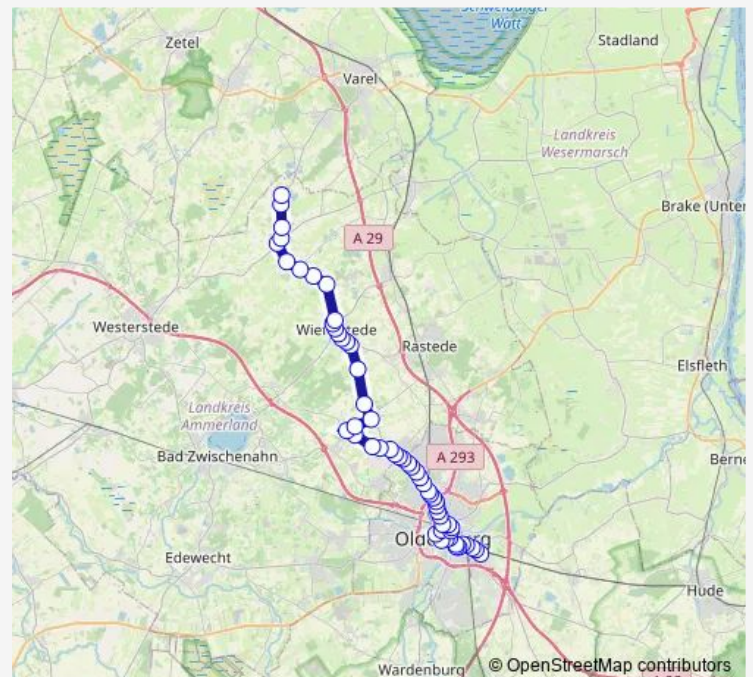 Schweiburger
Watt
Zetel
Stadland
Varel
Landkreis
Wesermarsch
Brake (Unter
A 29
Westerstede
Rastede
Elsfleth
Landkreis
Ammerland
Bad Zwischenahn
A 293
Berne
Edewecht
Hude
Wardenburg
© OpenStreetMap contributors